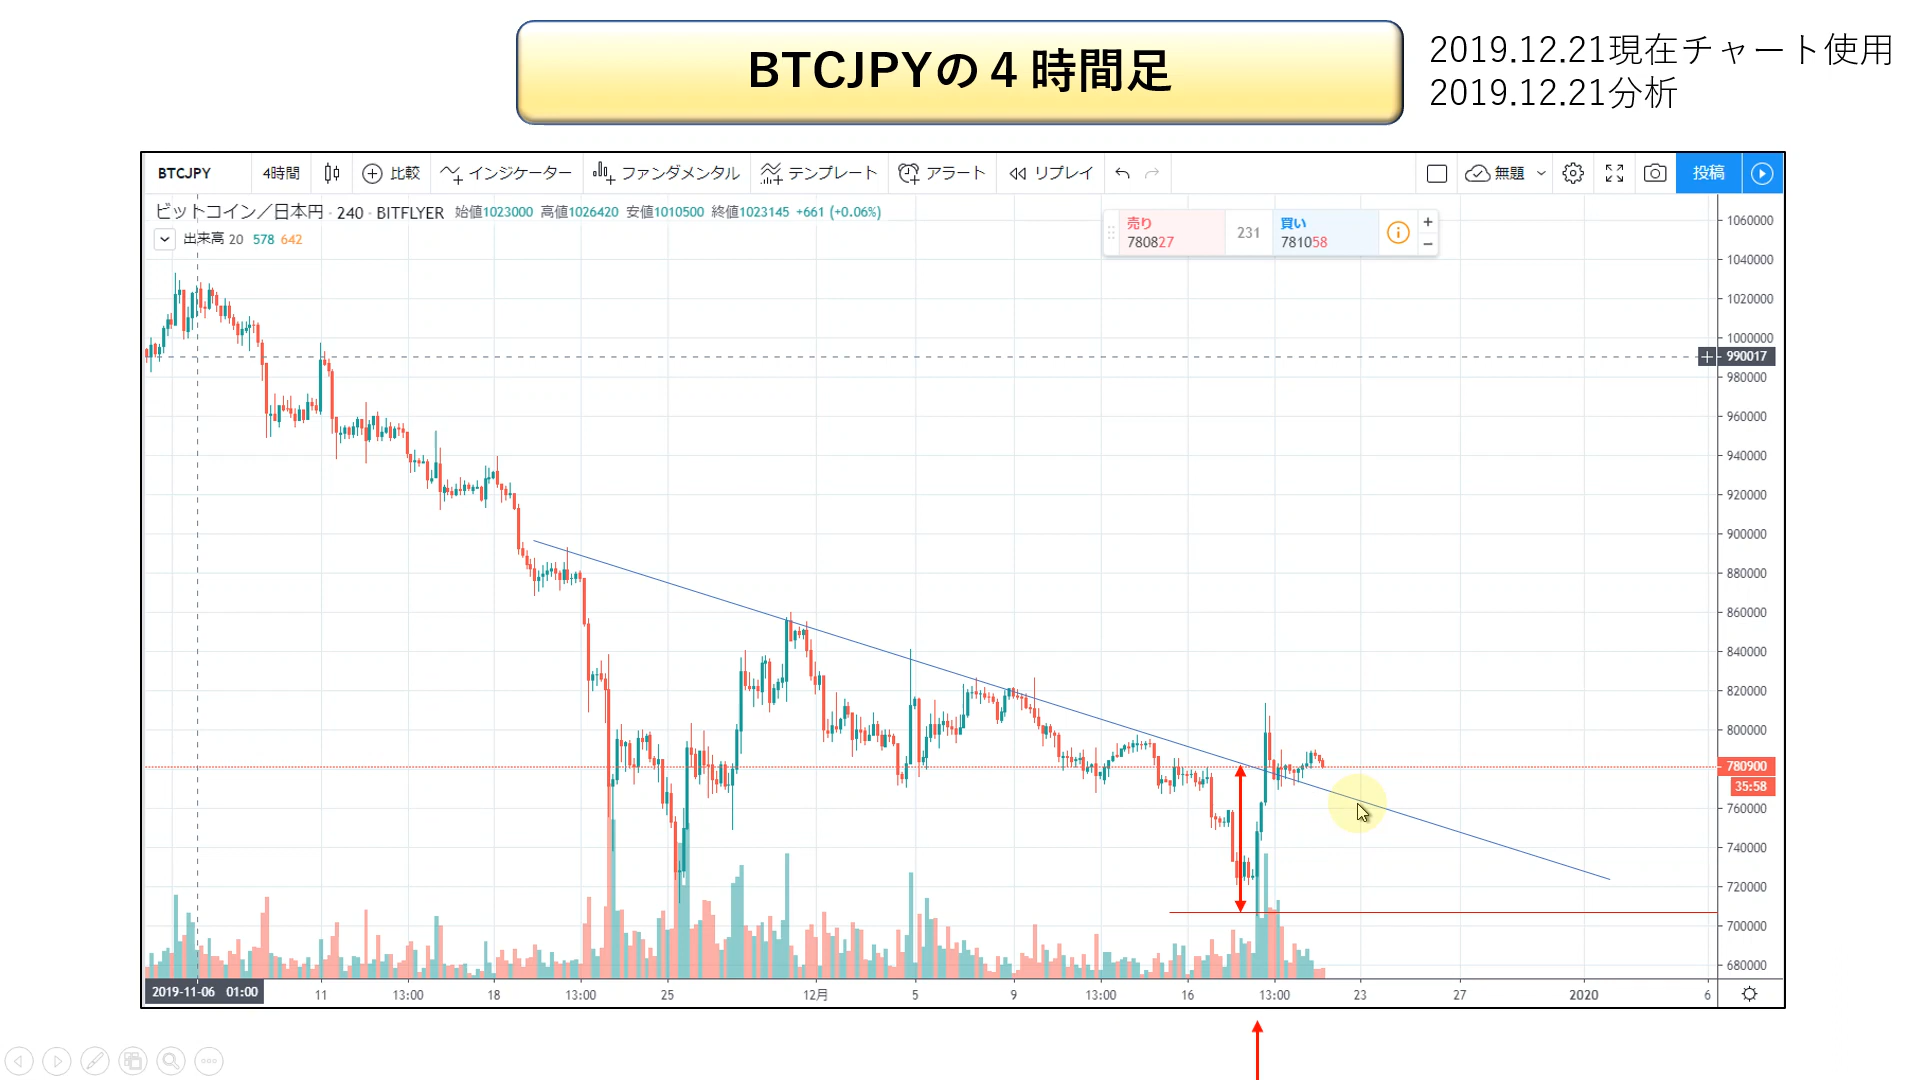 BTCJPYの４時間足
2019.12.21現在チャート使用
2019.12.21分析
BTCJPY 4時間 比較 インジケーター ファンダメンタル テンプレート アラート リプレイ 無題 投稿
ビットコイン／日本円 · 240 · BITFLYER 始値1023000 高値1026420 安値1010500 終値1023145 +661 (+0.06%)
出来高 20 578 642
売り
780827
231
買い
781058
1060000
1040000
1020000
1000000
990017
980000
960000
940000
920000
900000
880000
860000
840000
820000
800000
780900
35:58
760000
740000
720000
700000
680000
2019-11-06 01:00 11 13:00 18 13:00 25 12月 5 9 13:00 16 13:00 23 27 2020 6